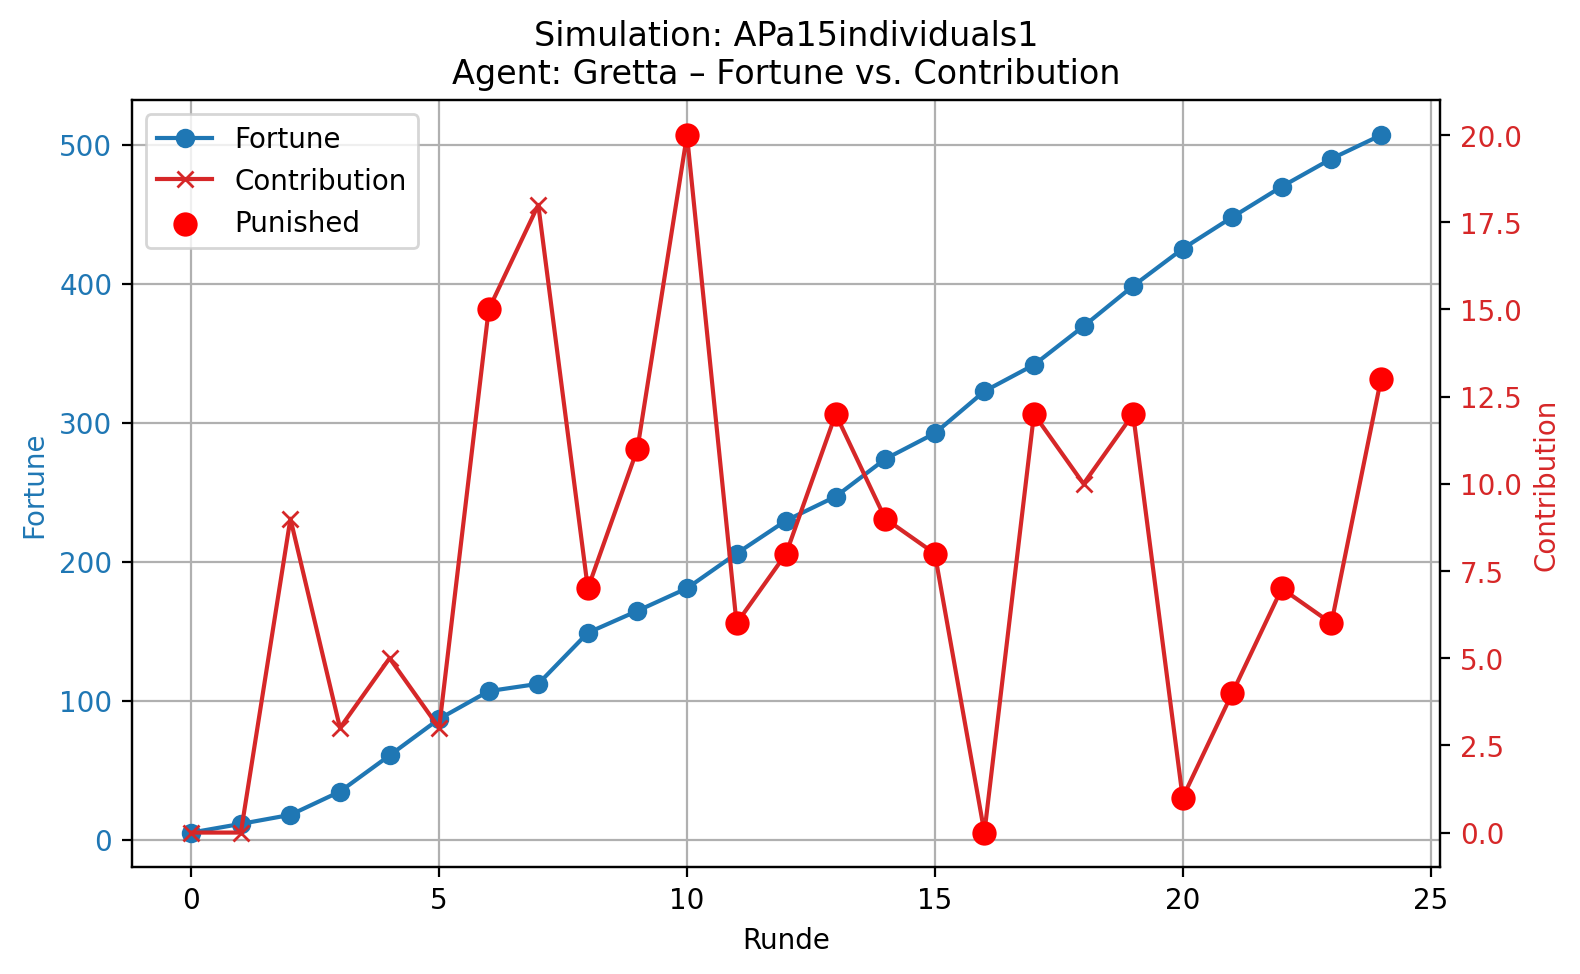 Simulation: APa15individuals1
Agent: Gretta – Fortune vs. Contribution
Fortune
Contribution
Punished
500
400
300
200
100
0
Fortune
20.0
17.5
15.0
12.5
10.0
7.5
5.0
2.5
0.0
Contribution
0 5 10 15 20 25
Runde